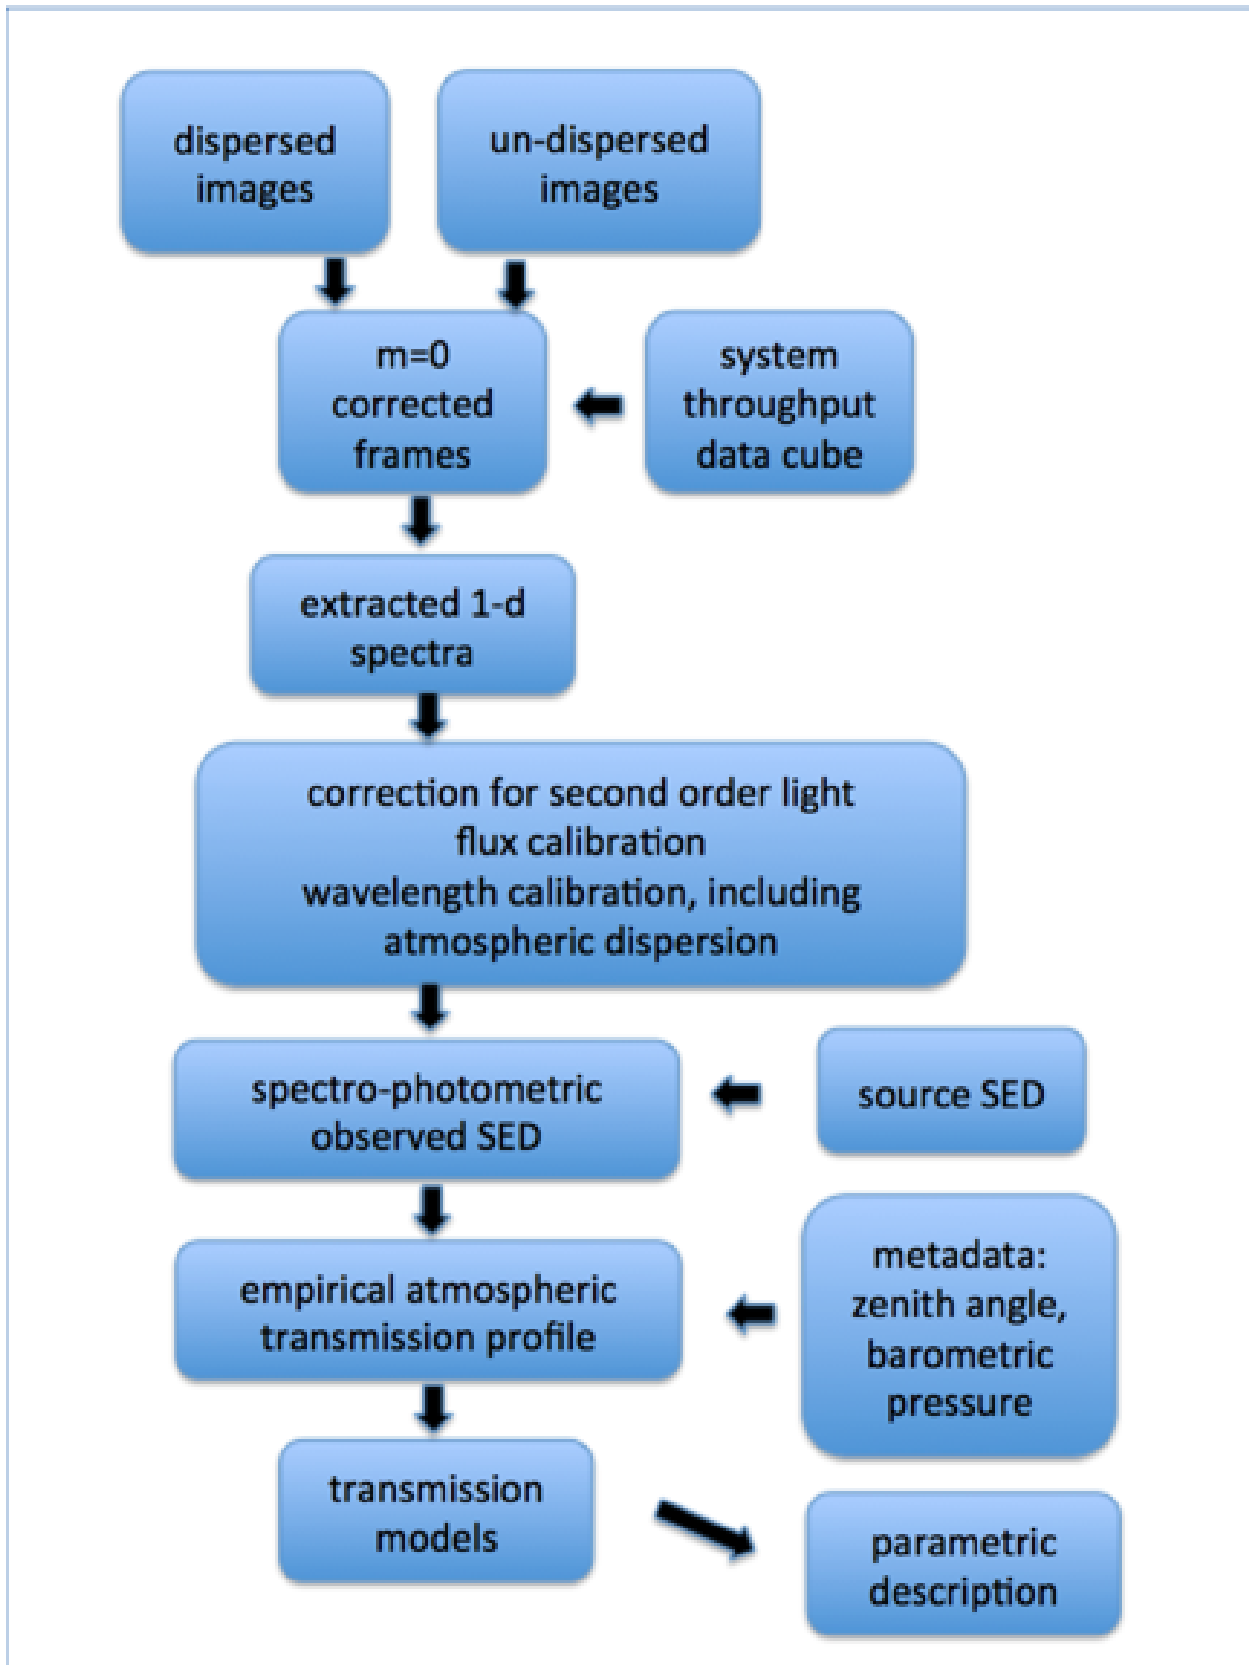 dispersed
images
un-dispersed
images
m=0
corrected
frames
system
throughput
data cube
extracted 1-d
spectra
correction for second order light
flux calibration
wavelength calibration, including
atmospheric dispersion
spectro-photometric
observed SED
source SED
empirical atmospheric
transmission profile
metadata:
zenith angle,
barometric
pressure
transmission
models
parametric
description